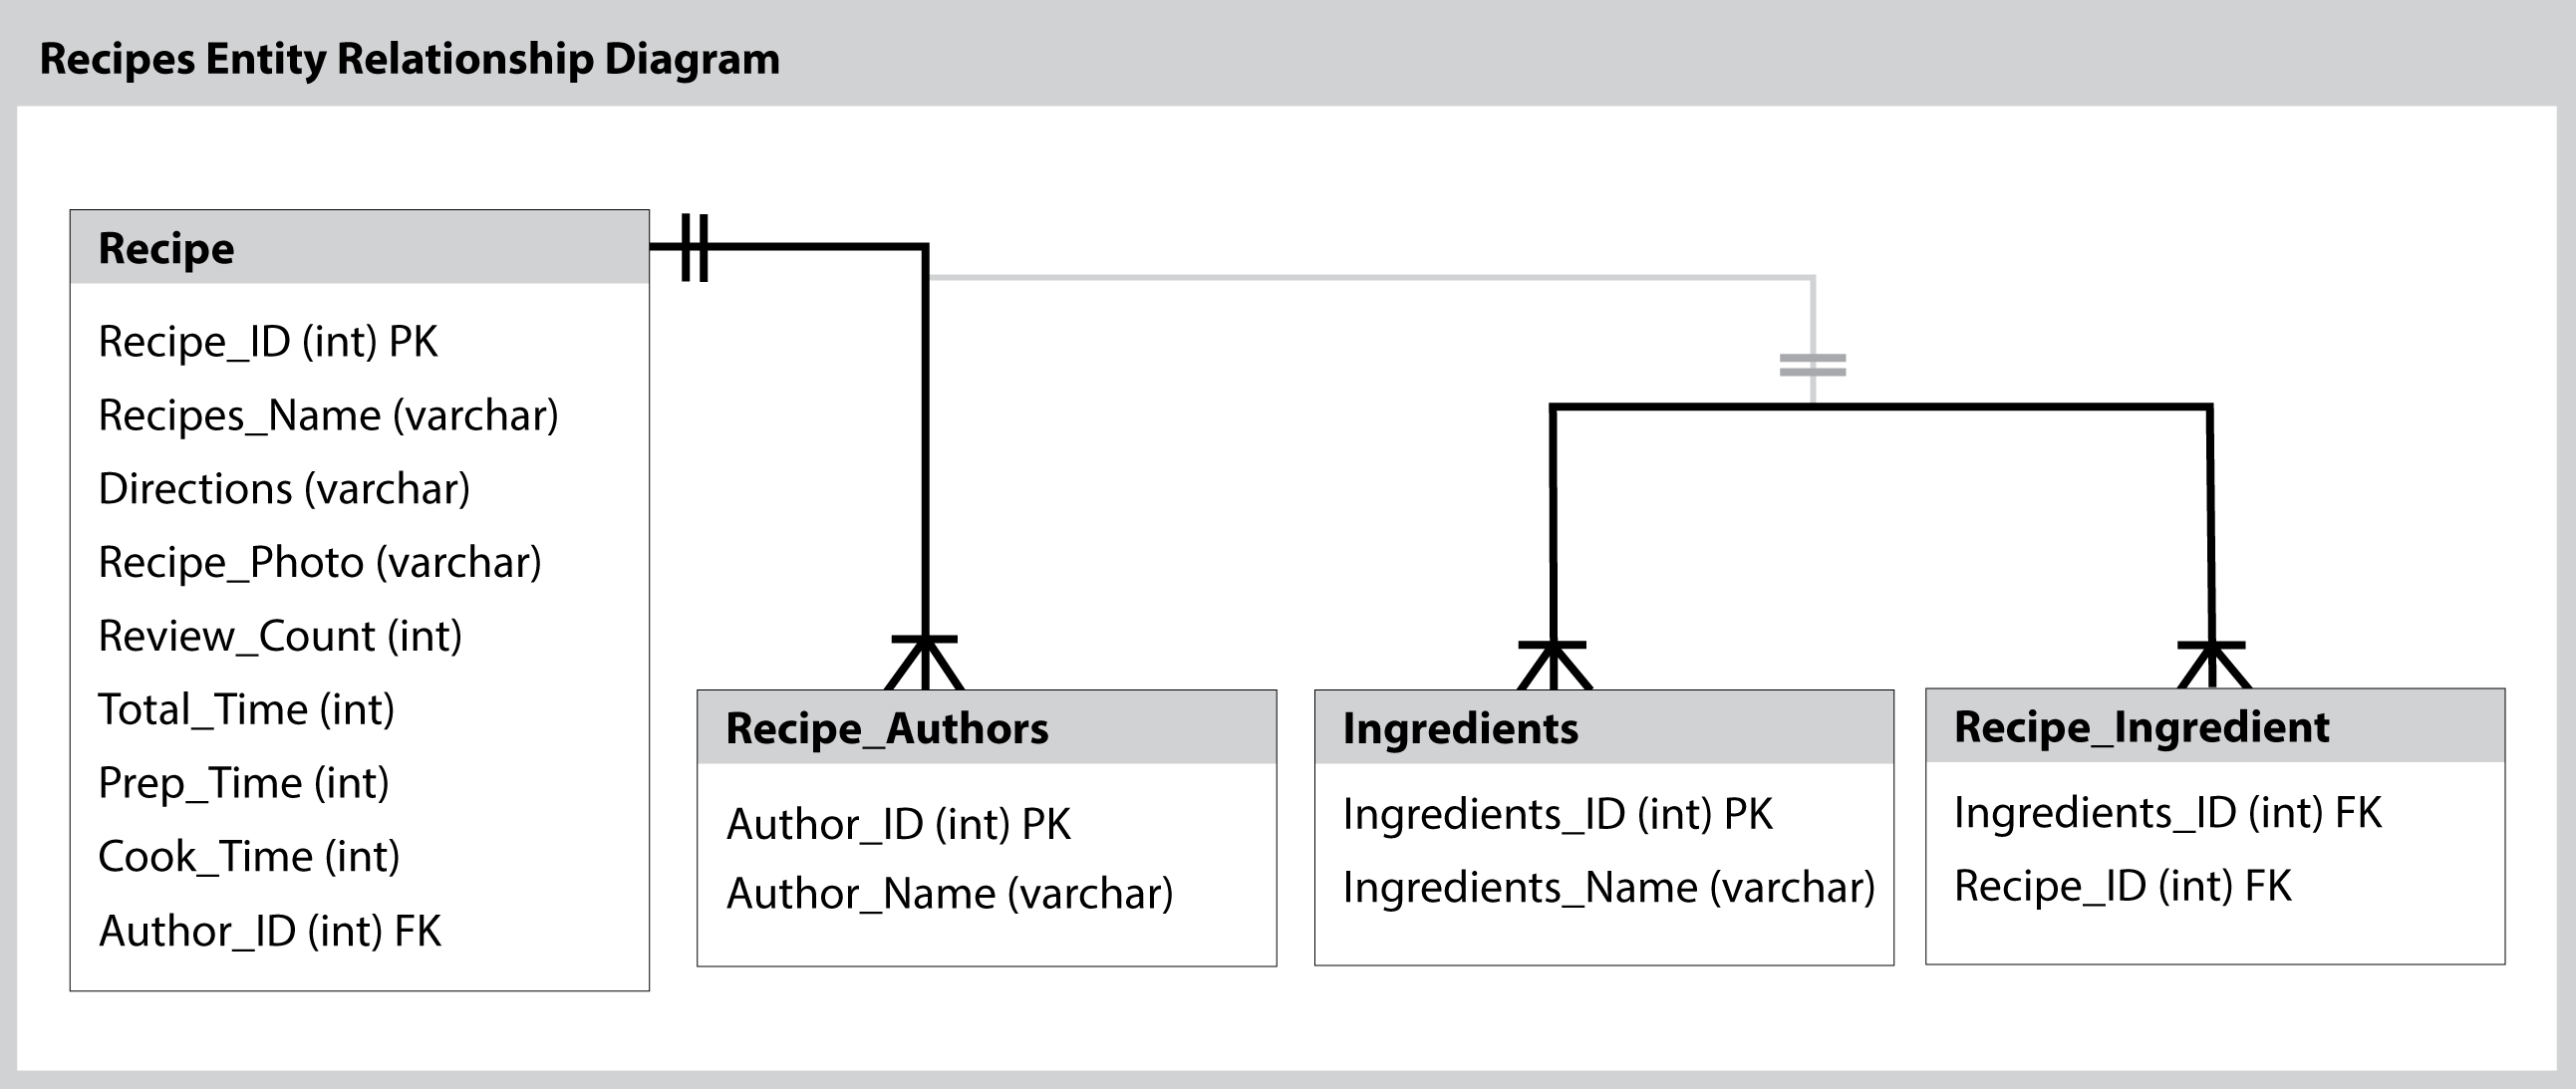 Recipes Entity Relationship Diagram
Recipe
Recipe_ID (int) PK
Recipes_Name (varchar)
Directions (varchar)
Recipe_Photo (varchar)
Review_Count (int)
Total_Time (int)
Prep_Time (int)
Cook_Time (int)
Author_ID (int) FK
Recipe_Authors
Author_ID (int) PK
Author_Name (varchar)
Ingredients
Ingredients_ID (int) PK
Ingredients_Name (varchar)
Recipe_Ingredient
Ingredients_ID (int) FK
Recipe_ID (int) FK